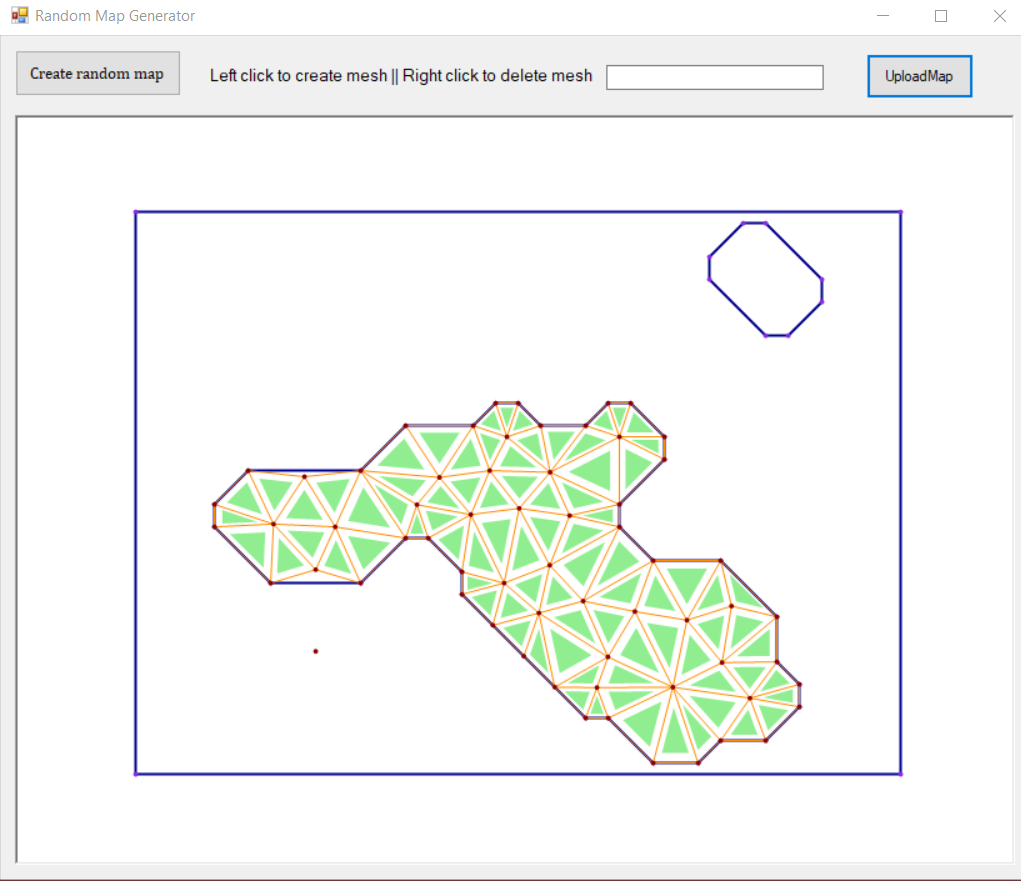 Random Map Generator
Create random map
Left click to create mesh || Right click to delete mesh
UploadMap